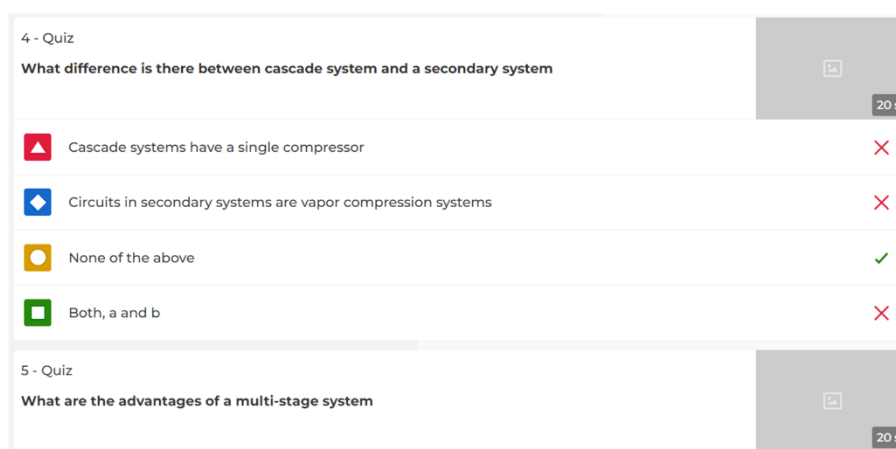 4 - Quiz
What difference is there between cascade system and a secondary system
20 s
Cascade systems have a single compressor
Circuits in secondary systems are vapor compression systems
None of the above
Both, a and b
5 - Quiz
What are the advantages of a multi-stage system
20 s